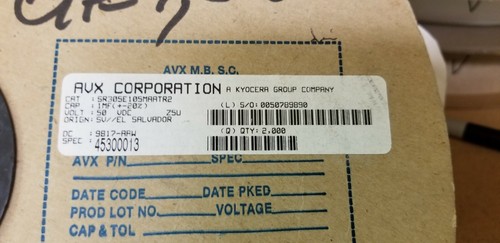 AVX M.B. S.C.
AVX CORPORATION A KYOCERA GROUP COMPANY
CAT : SR305E105MAATR2
CAP : 1MF(+-20%)
VOLT : 50 VDC Z5U
ORIGN: SV//EL SALVADOR
(L) S/O: 0050789890
DC : 9817-AAW
(Q) QTY: 2,000
SPEC : 45300013
AVX P/N SPEC
DATE CODE DATE PKED.
PROD LOT NO. VOLTAGE
CAP & TOL